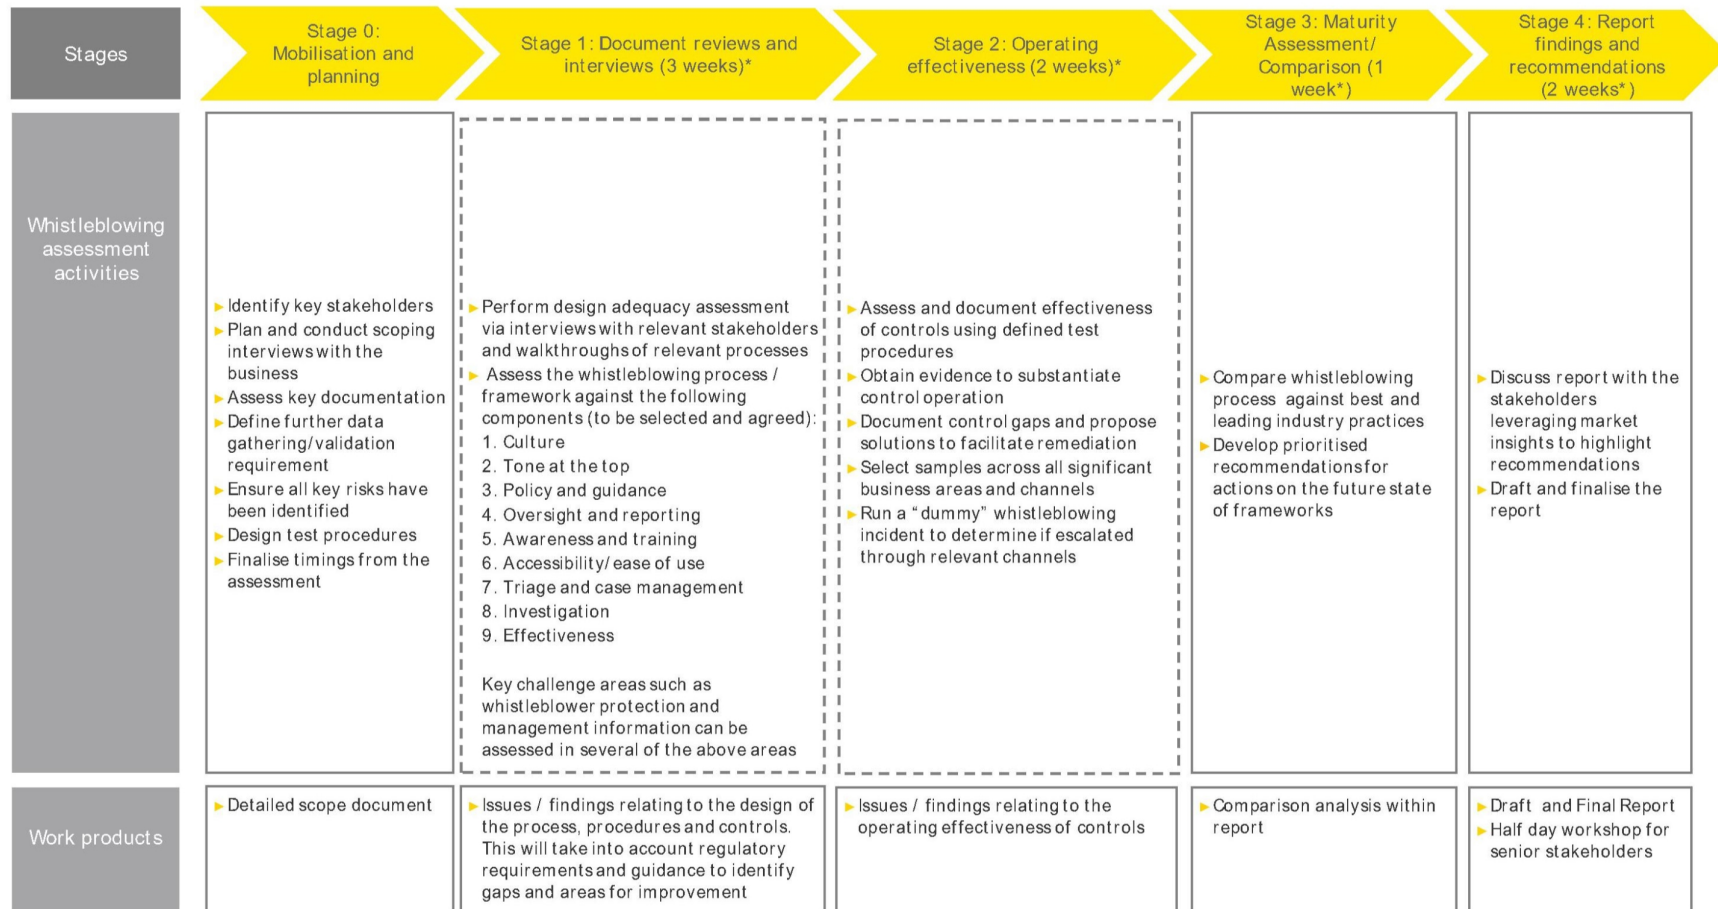 Stages
Stage 0:
Mobilisation and
planning
Stage 1: Document reviews and
interviews (3 weeks)*
Stage 2: Operating
effectiveness (2 weeks)*
Stage 3: Maturity
Assessment/
Comparison (1
week*)
Stage 4: Report
findings and
recommendations
(2 weeks*)
Whistleblowing
assessment
activities
►Identify key stakeholders
►Plan and conduct scoping
interviews with the
business
►Assess key documentation
►Define further data
gathering/validation
requirement
►Ensure all key risks have
been identified
►Design test procedures
►Finalise timings from the
assessment
►Perform design adequacy assessment
via interviews with relevant stakeholders
and walkthroughs of relevant processes
► Assess the whistleblowing process /
framework against the following
components (to be selected and agreed):
1. Culture
2. Tone at the top
3. Policy and guidance
4. Oversight and reporting
5. Awareness and training
6. Accessibility/ease of use
7. Triage and case management
8. Investigation
9. Effectiveness
Key challenge areas such as
whistleblower protection and
management information can be
assessed in several of the above areas
►Assess and document effectiveness
of controls using defined test
procedures
►Obtain evidence to substantiate
control operation
►Document control gaps and propose
solutions to facilitate remediation
►Select samples across all significant
business areas and channels
►Run a “dummy” whistleblowing
incident to determine if escalated
through relevant channels
►Compare whistleblowing
process against best and
leading industry practices
►Develop prioritised
recommendations for
actions on the future state
of frameworks
►Discuss report with the
stakeholders
leveraging market
insights to highlight
recommendations
►Draft and finalise the
report
Work products
►Detailed scope document
►Issues / findings relating to the design of
the process, procedures and controls.
This will take into account regulatory
requirements and guidance to identify
gaps and areas for improvement
►Issues / findings relating to the
operating effectiveness of controls
►Comparison analysis within
report
►Draft and Final Report
►Half day workshop for
senior stakeholders